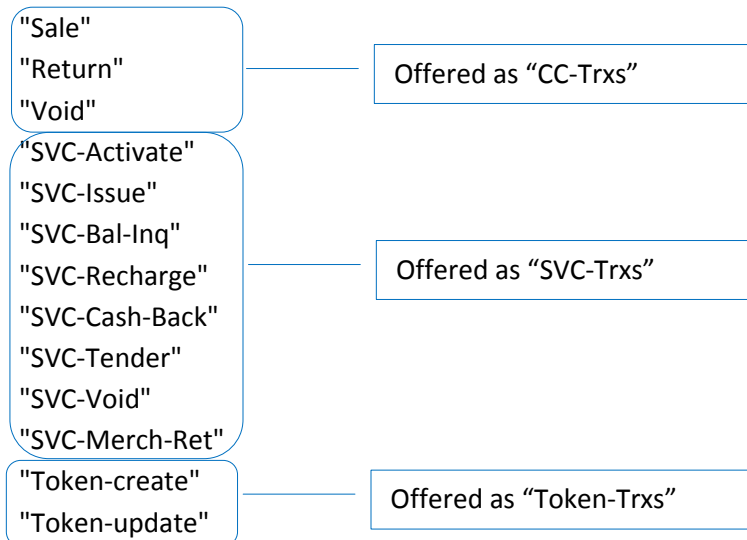 "Sale"
"Return"
"Void"
Offered as “CC-Trxs”
"SVC-Activate"
"SVC-Issue"
"SVC-Bal-Inq"
"SVC-Recharge"
"SVC-Cash-Back"
"SVC-Tender"
"SVC-Void"
"SVC-Merch-Ret"
Offered as “SVC-Trxs”
"Token-create"
"Token-update"
Offered as “Token-Trxs”